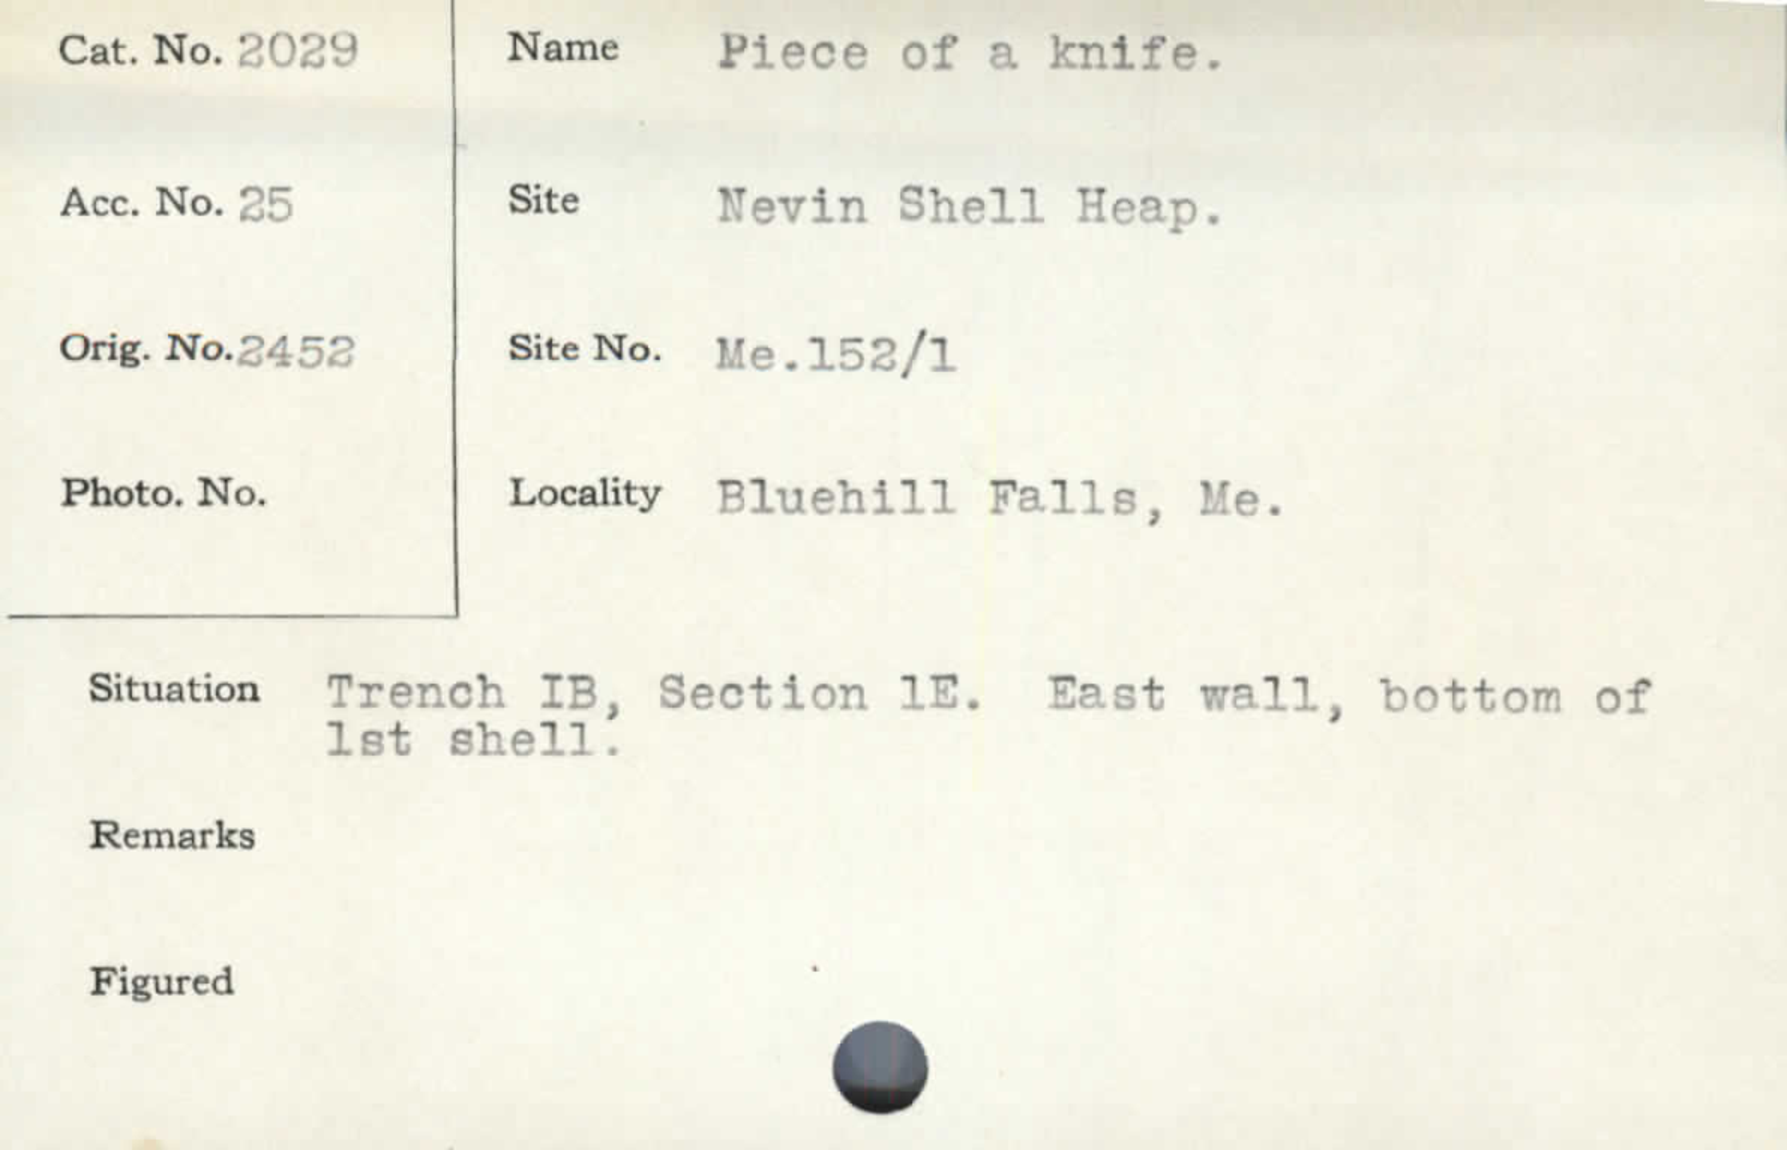 Cat. No. 2029
Name Piece of a knife.
Acc. No. 25
Site Nevin Shell Heap.
Orig. No. 2452
Site No. Me.152/1
Photo. No.
Locality Bluehill Falls, Me.
Situation Trench IB, Section 1E. East wall, bottom of
1st shell.
Remarks
Figured